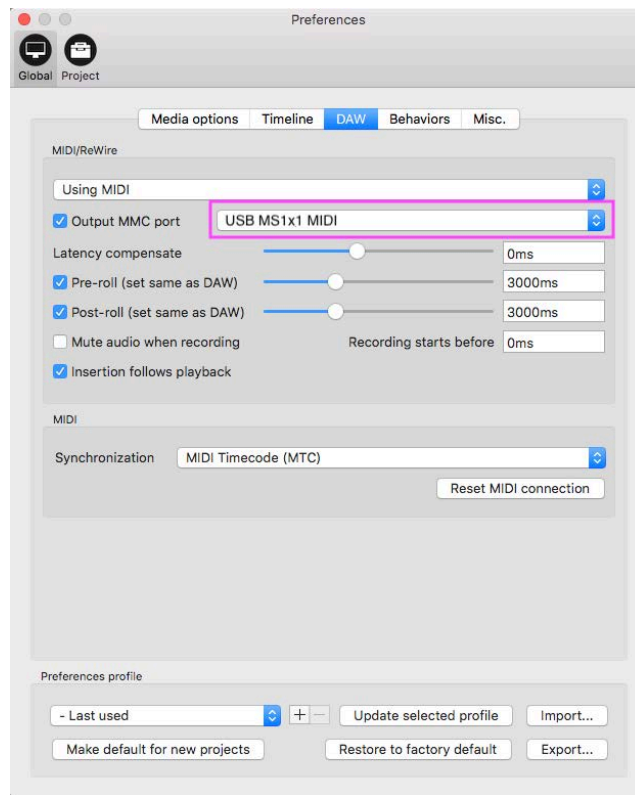 Preferences
Global Project
Media options Timeline DAW Behaviors Misc.
MIDI/ReWire
Using MIDI
Output MMC port USB MS1x1 MIDI
Latency compensate 0ms
Pre-roll (set same as DAW) 3000ms
Post-roll (set same as DAW) 3000ms
Mute audio when recording Recording starts before 0ms
Insertion follows playback
MIDI
Synchronization MIDI Timecode (MTC)
Reset MIDI connection
Preferences profile
- Last used + - Update selected profile Import...
Make default for new projects Restore to factory default Export...